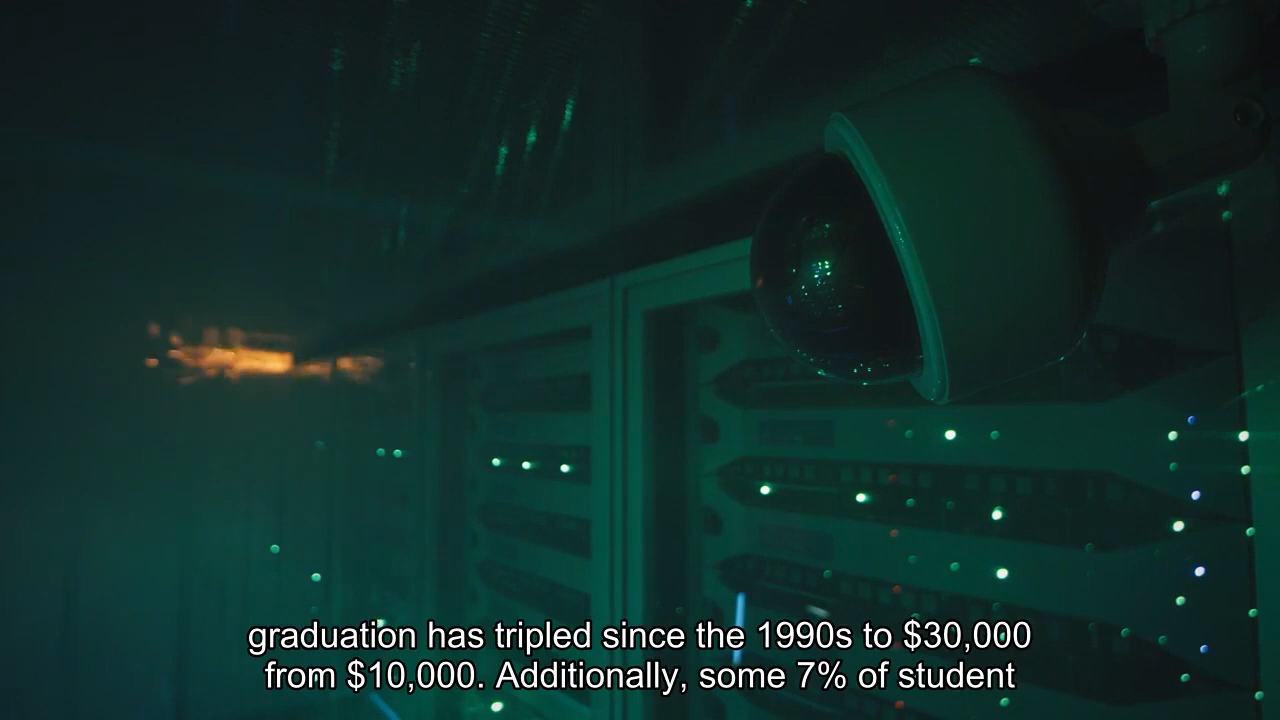 graduation has tripled since the 1990s to $30,000
from $10,000. Additionally, some 7% of student